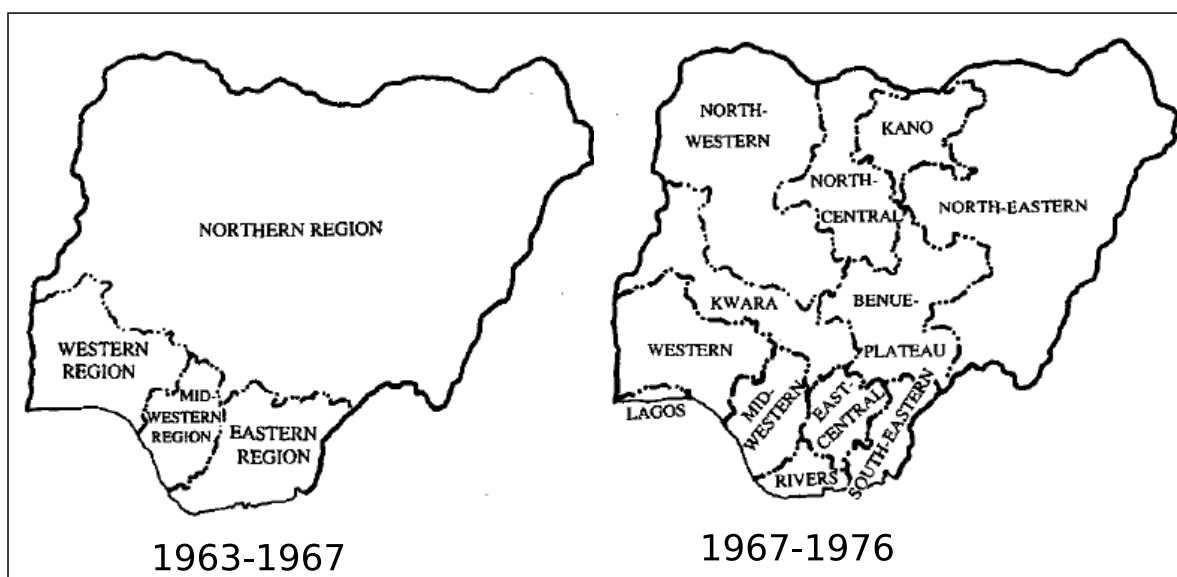 NORTHERN REGION
WESTERN
REGION
MID-
WESTERN
REGION
EASTERN
REGION
1963-1967
NORTH-
WESTERN
KANO
NORTH-
CENTRAL
NORTH-EASTERN
KWARA
BENUE-
PLATEAU
WESTERN
LAGOS
MID-
WESTERN
EAST-
CENTRAL
SOUTH-EASTERN
RIVERS
1967-1976